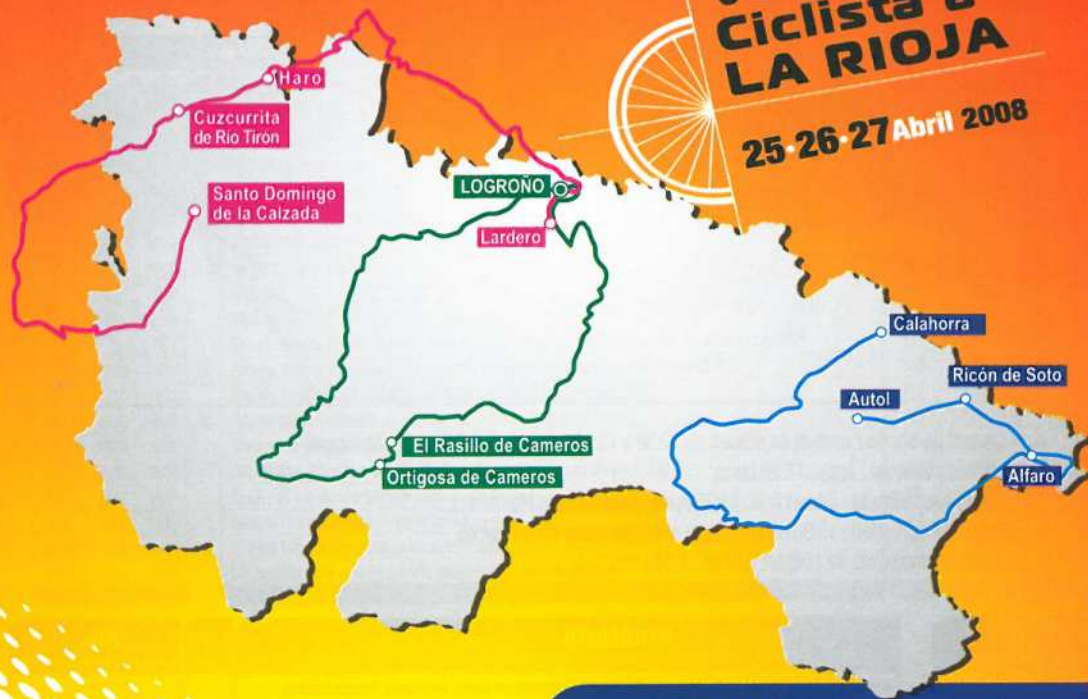 Ciclista a
LA RIOJA
25·26·27 Abril 2008
Haro
Cuzcurrita
de Río Tirón
Santo Domingo
de la Calzada
LOGROÑO
Lardero
Calahorra
Ricón de Soto
Autol
Alfaro
El Rasillo de Cameros
Ortigosa de Cameros